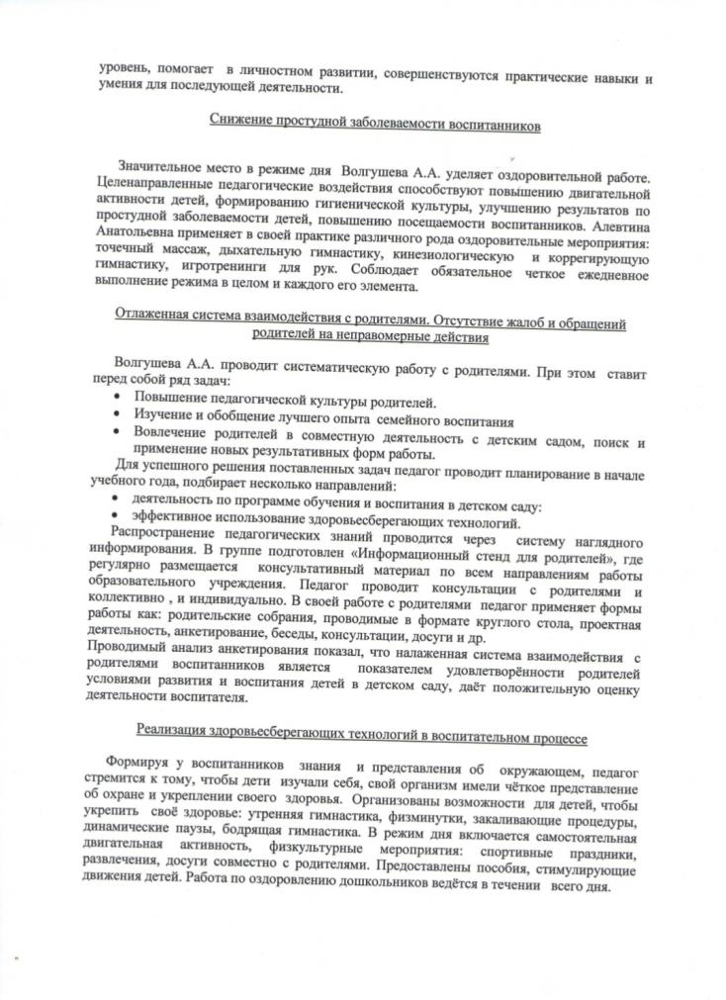 уровень, помогает в личностном развитии, совершенствуются практические навыки и
умения для последующей деятельности.
Снижение простудной заболеваемости воспитанников
Значительное место в режиме дня Волгушева А.А. уделяет оздоровительной работе.
Целенаправленные педагогические воздействия способствуют повышению двигательной
активности детей, формированию гигиенической культуры, улучшению результатов по
простудной заболеваемости детей, повышению посещаемости воспитанников. Алевтина
Анатольевна применяет в своей практике различного рода оздоровительные мероприятия:
точечный массаж, дыхательную гимнастику, кинезиологическую и коррегирующую
гимнастику, игротренинги для рук. Соблюдает обязательное четкое ежедневное
выполнение режима в целом и каждого его элемента.
Отлаженная система взаимодействия с родителями. Отсутствие жалоб и обращений
родителей на неправомерные действия
Волгушева А.А. проводит систематическую работу с родителями. При этом ставит
перед собой ряд задач:
• Повышение педагогической культуры родителей.
• Изучение и обобщение лучшего опыта семейного воспитания
• Вовлечение родителей в совместную деятельность с детским садом, поиск и
применение новых результативных форм работы.
Для успешного решения поставленных задач педагог проводит планирование в начале
учебного года, подбирает несколько направлений:
• деятельность по программе обучения и воспитания в детском саду:
• эффективное использование здоровьесберегающих технологий.
Распространение педагогических знаний проводится через систему наглядного
информирования. В группе подготовлен «Информационный стенд для родителей», где
регулярно размещается консультативный материал по всем направлениям работы
образовательного учреждения. Педагог проводит консультации с родителями и
коллективно , и индивидуально. В своей работе с родителями педагог применяет формы
работы как: родительские собрания, проводимые в формате круглого стола, проектная
деятельность, анкетирование, беседы, консультации, досуги и др.
Проводимый анализ анкетирования показал, что налаженная система взаимодействия с
родителями воспитанников является показателем удовлетворённости родителей
условиями развития и воспитания детей в детском саду, даёт положительную оценку
деятельности воспитателя.
Реализация здоровьесберегающих технологий в воспитательном процессе
Формируя у воспитанников знания и представления об окружающем, педагог
стремится к тому, чтобы дети изучали себя, свой организм имели чёткое представление
об охране и укреплении своего здоровья. Организованы возможности для детей, чтобы
укрепить своё здоровье: утренняя гимнастика, физминутки, закаливающие процедуры,
динамические паузы, бодрящая гимнастика. В режим дня включается самостоятельная
двигательная активность, физкультурные мероприятия: спортивные праздники,
развлечения, досуги совместно с родителями. Предоставлены пособия, стимулирующие
движения детей. Работа по оздоровлению дошкольников ведётся в течении всего дня.